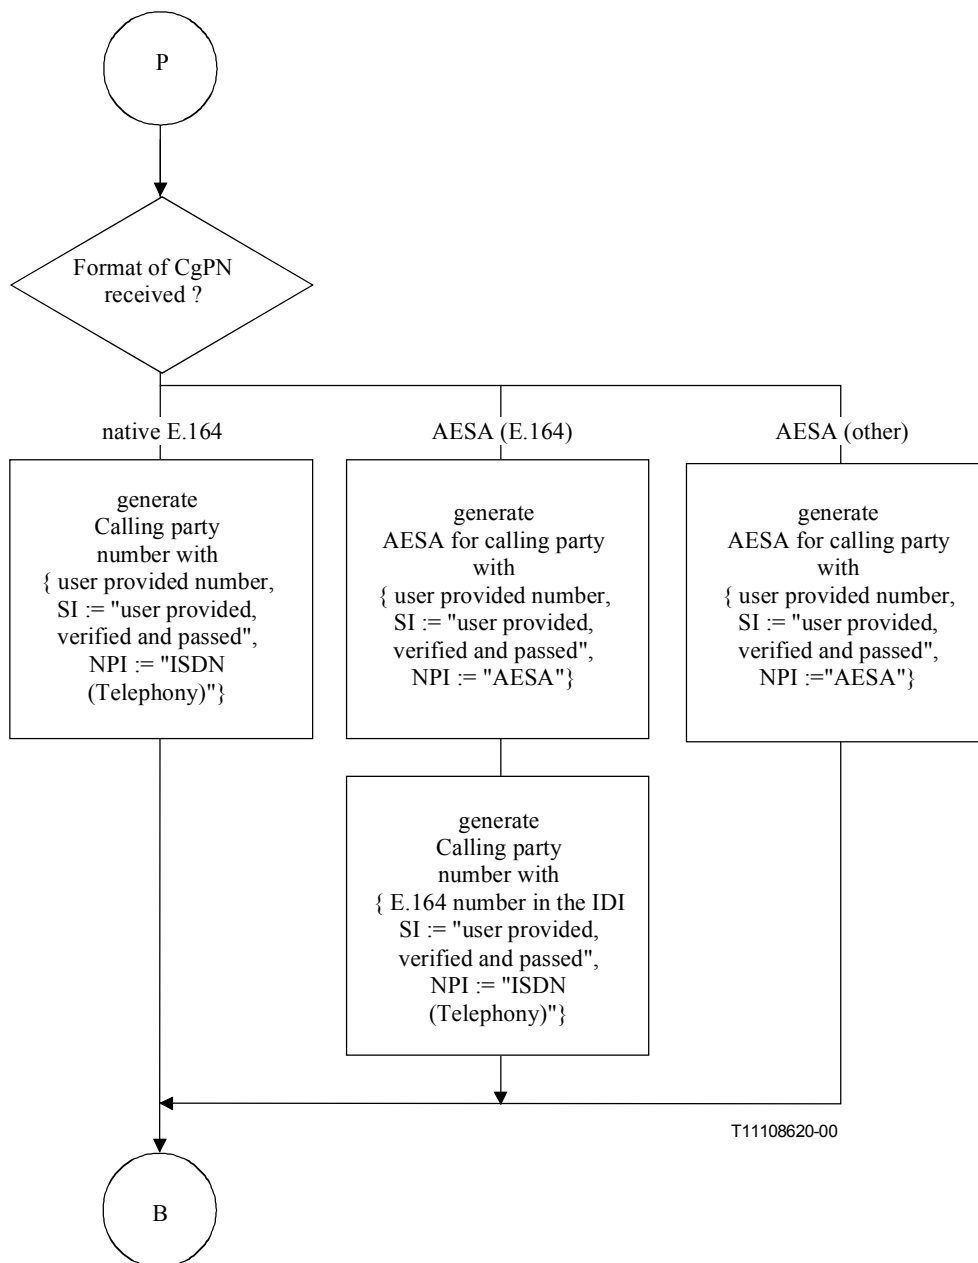 P
Format of CgPN
received ?
native E.164
AESA (E.164)
AESA (other)
generate
Calling party
number with
{ user provided number,
SI := "user provided,
verified and passed",
NPI := "ISDN
(Telephony)"}
generate
AESA for calling party
with
{ user provided number,
SI := "user provided,
verified and passed",
NPI := "AESA"}
generate
AESA for calling party
with
{ user provided number,
SI := "user provided,
verified and passed",
NPI :="AESA"}
generate
Calling party
number with
{ E.164 number in the IDI
SI := "user provided,
verified and passed",
NPI := "ISDN
(Telephony)"}
T11108620-00
B